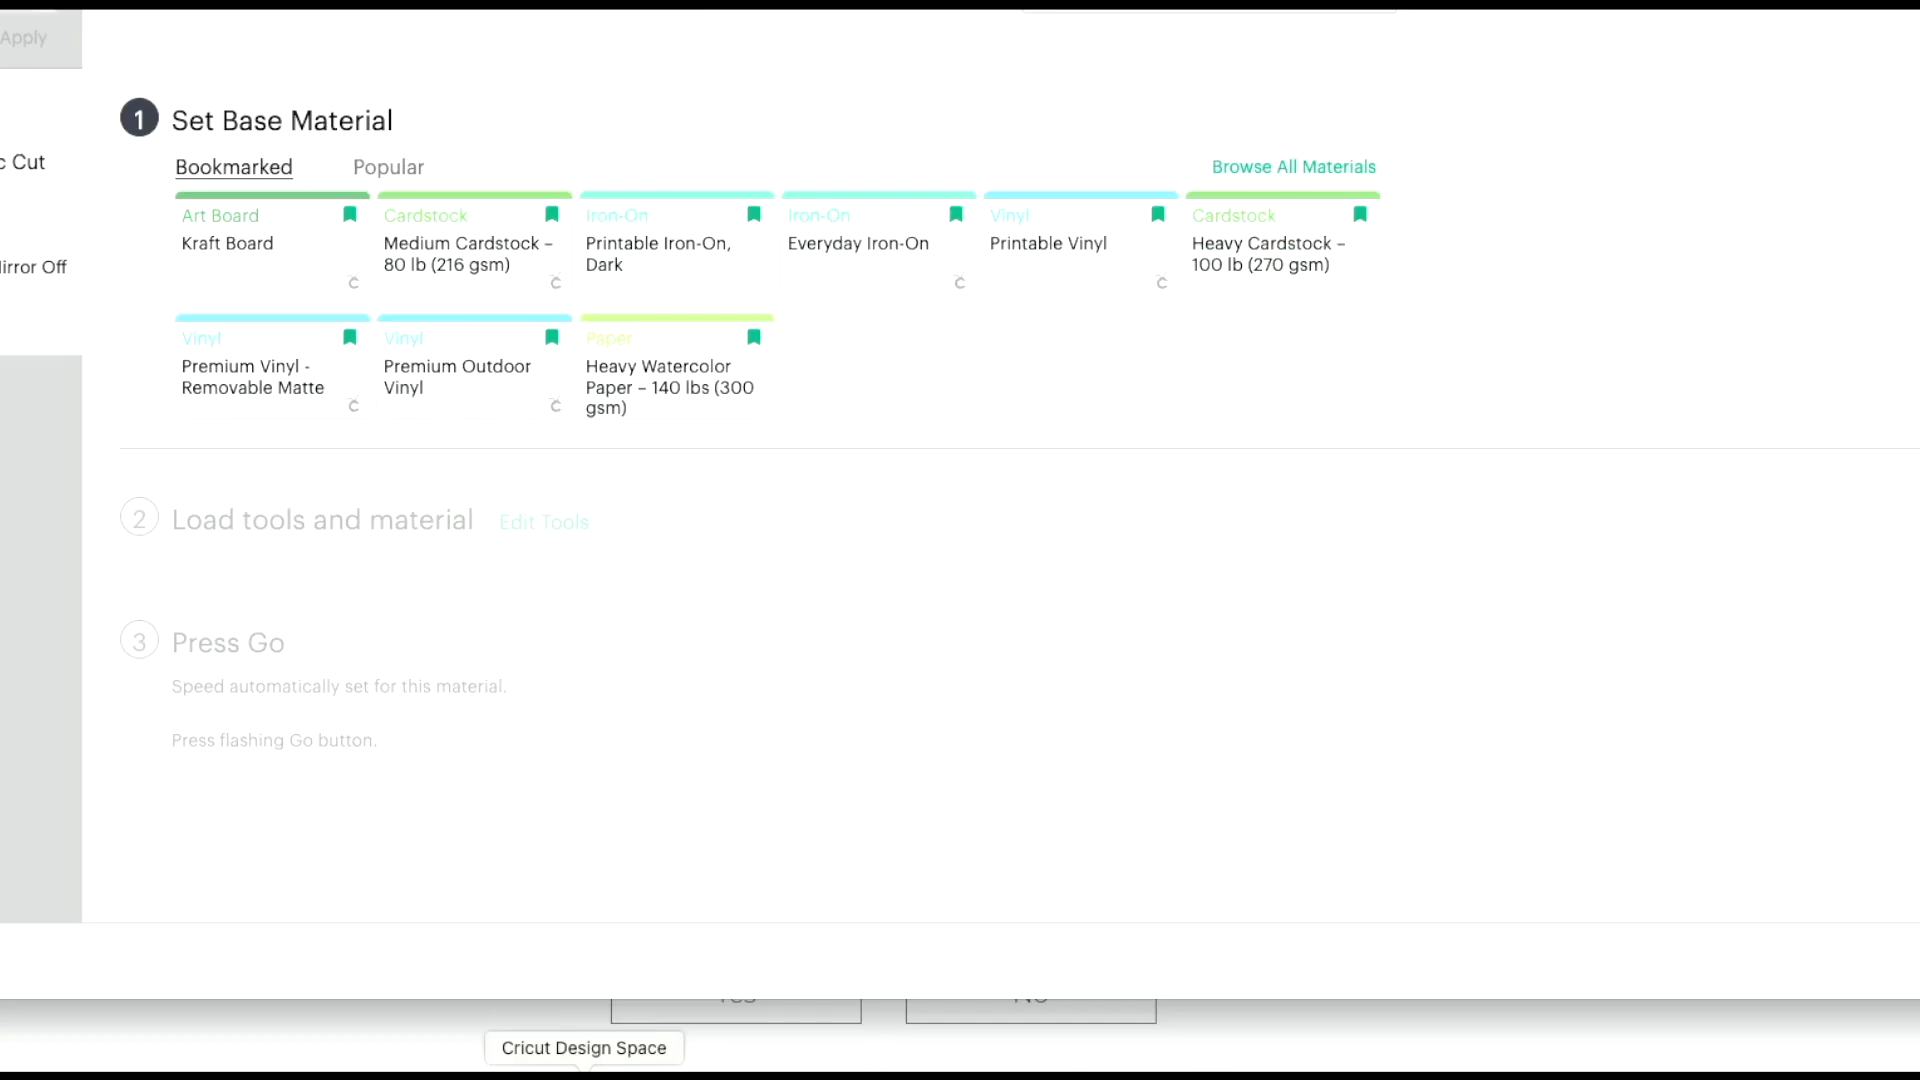 Apply
1 Set Base Material
c Cut
Bookmarked Popular Browse All Materials
Art Board Cardstock Iron-On Iron-On Vinyl Cardstock
Kraft Board Medium Cardstock – Printable Iron-On, Everyday Iron-On Printable Vinyl Heavy Cardstock –
80 lb (216 gsm) Dark 100 lb (270 gsm)
irror Off
Vinyl Vinyl Paper
Premium Vinyl - Premium Outdoor Heavy Watercolor
Removable Matte Vinyl Paper – 140 lbs (300
gsm)
2 Load tools and material Edit Tools
3 Press Go
Speed automatically set for this material.
Press flashing Go button.
Yes No
Cricut Design Space